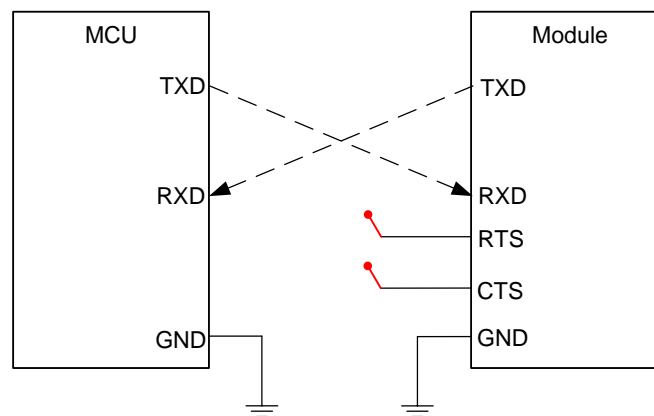 MCU
Module
TXD
TXD
RXD
RXD
RTS
CTS
GND
GND